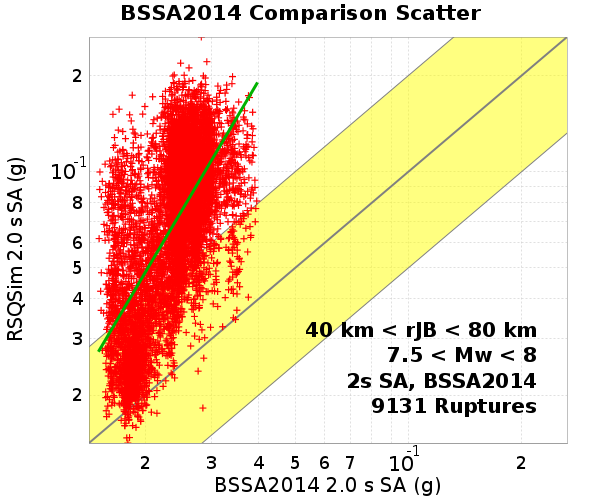 BSSA2014 Comparison Scatter
RSQSim 2.0 s SA (g)
2
10-1
8
6
5
4
3
2
40 km < rJB < 80 km
7.5 < Mw < 8
2s SA, BSSA2014
9131 Ruptures
2 3 4 5 6 7 10-1 2
BSSA2014 2.0 s SA (g)